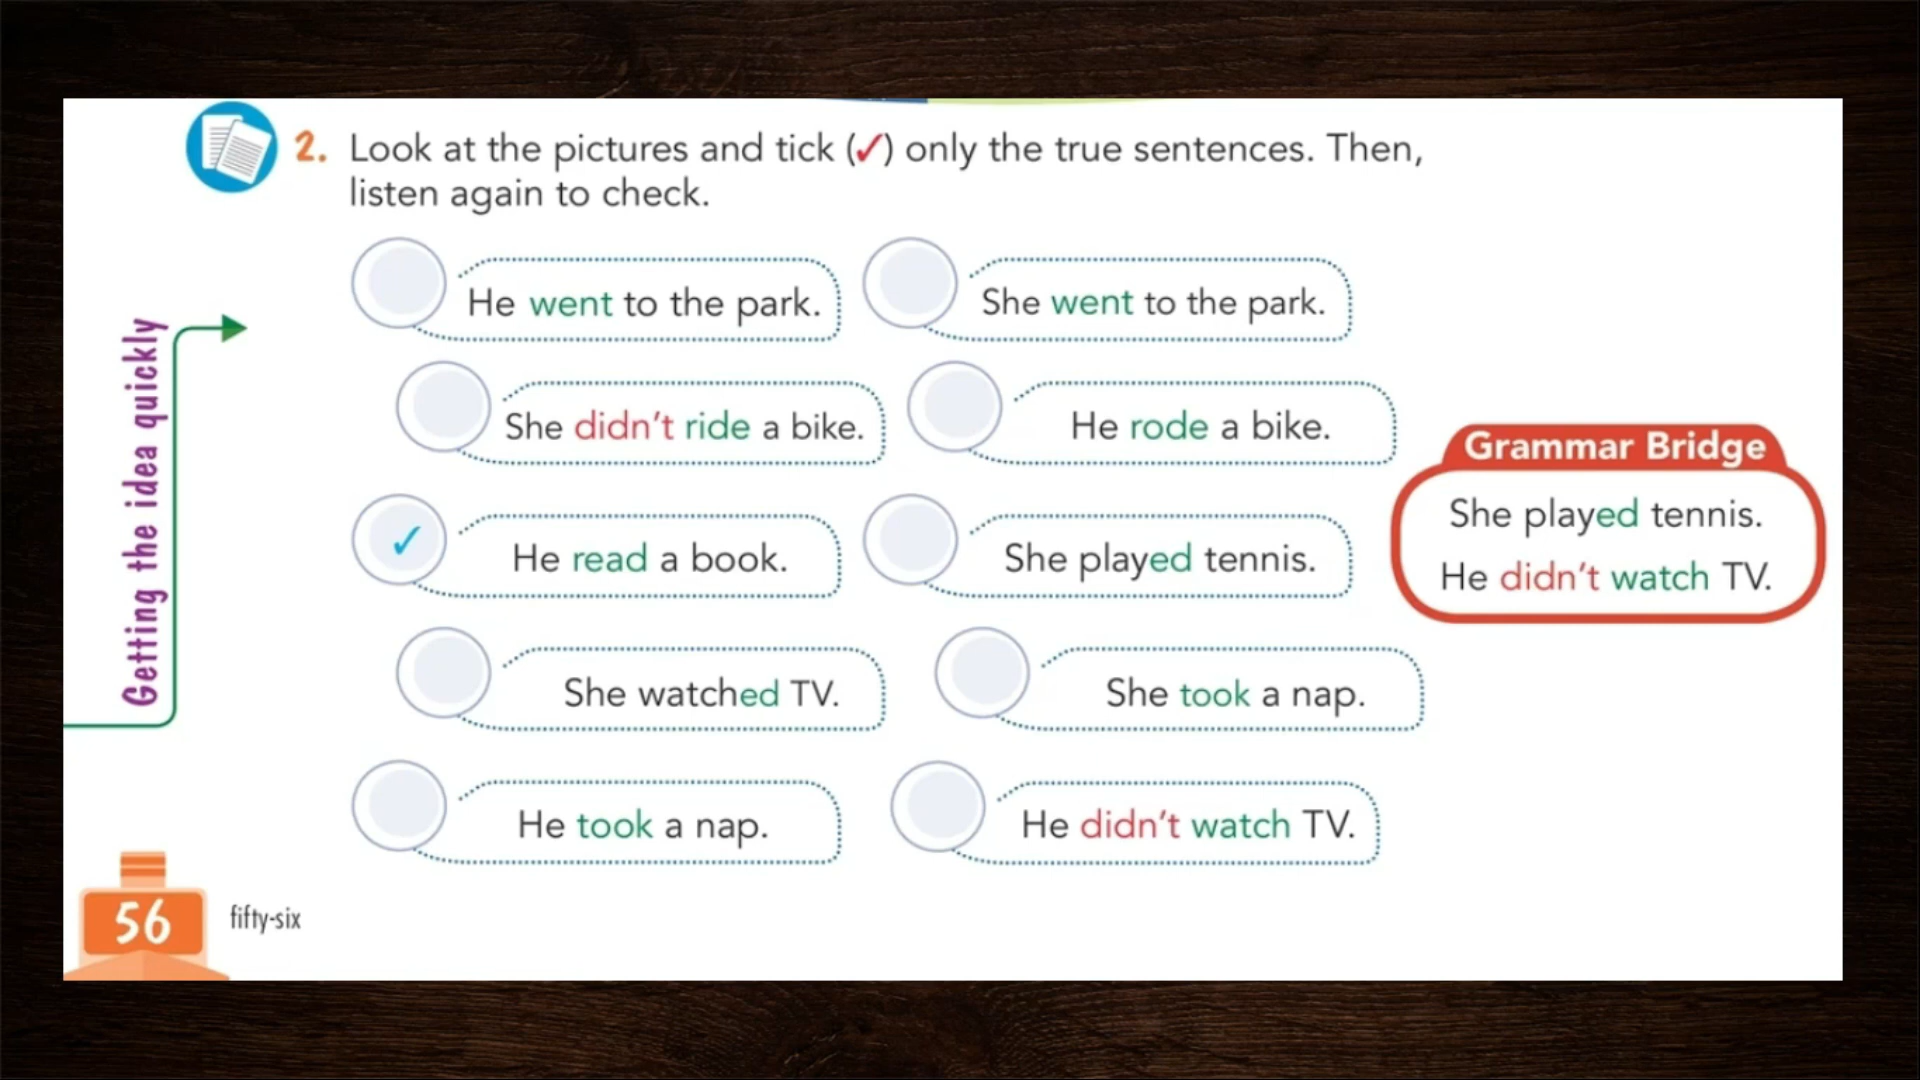 2. Look at the pictures and tick (✓) only the true sentences. Then,
listen again to check.
Getting the idea quickly
He went to the park.
She went to the park.
She didn't ride a bike.
He rode a bike.
✓ He read a book.
She played tennis.
She watched TV.
She took a nap.
He took a nap.
He didn't watch TV.
Grammar Bridge
She played tennis.
He didn't watch TV.
56 fifty-six